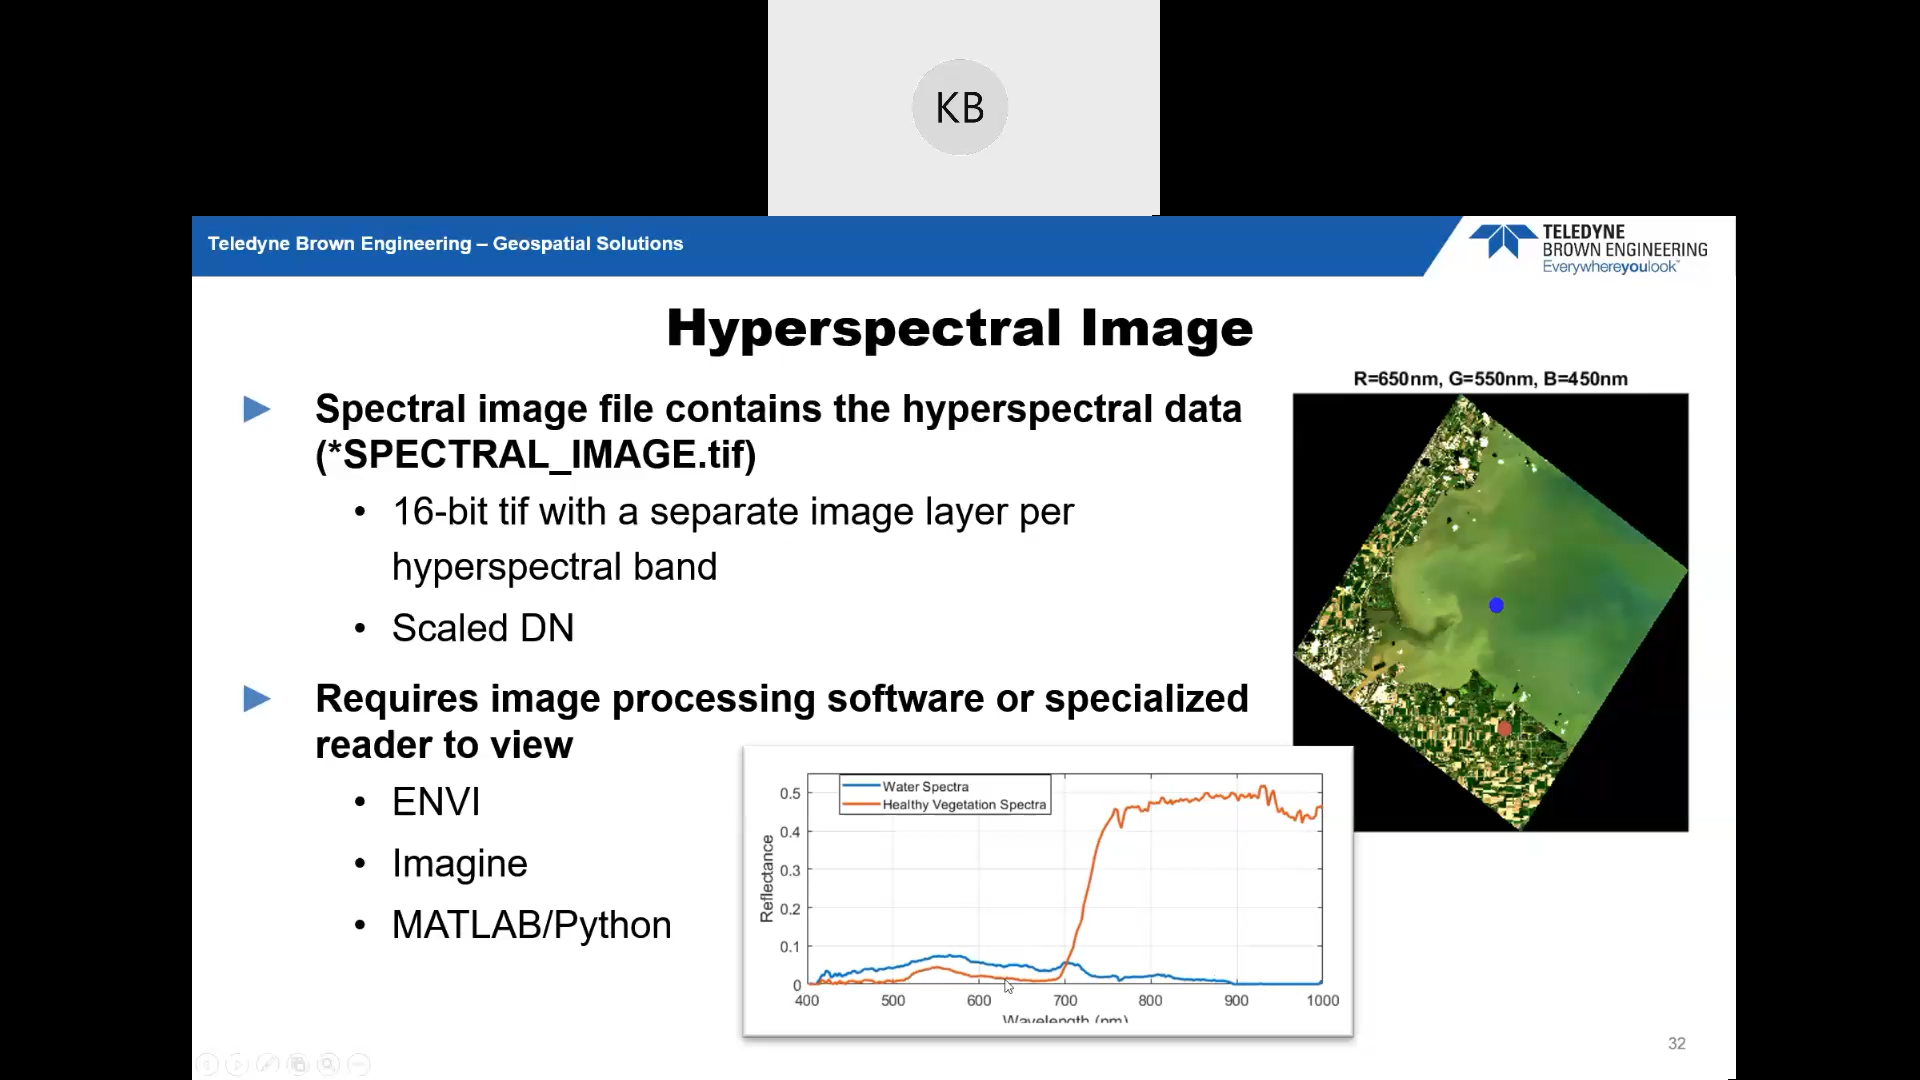 KB
Teledyne Brown Engineering – Geospatial Solutions
TELEDYNE
BROWN ENGINEERING
Everywhereyoulook™
Hyperspectral Image
Spectral image file contains the hyperspectral data
(*SPECTRAL_IMAGE.tif)
• 16-bit tif with a separate image layer per
hyperspectral band
• Scaled DN
Requires image processing software or specialized
reader to view
• ENVI
• Imagine
• MATLAB/Python
R=650nm, G=550nm, B=450nm
Water Spectra
Healthy Vegetation Spectra
Reflectance
0.5
0.4
0.3
0.2
0.1
0
400 500 600 700 800 900 1000
Wavelength (nm)
32